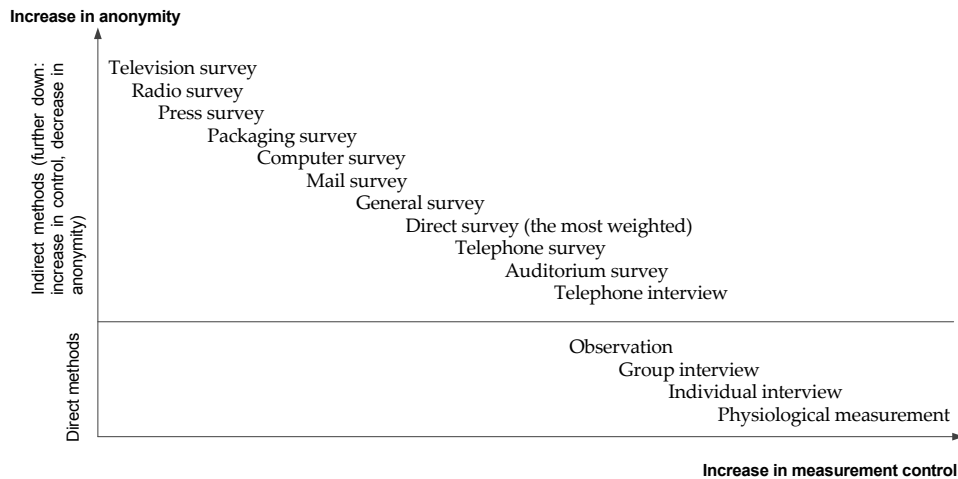 Increase in anonymity
Indirect methods (further down:
increase in control, decrease in
anonymity)
Television survey
Radio survey
Press survey
Packaging survey
Computer survey
Mail survey
General survey
Direct survey (the most weighted)
Telephone survey
Auditorium survey
Telephone interview
Direct methods
Observation
Group interview
Individual interview
Physiological measurement
Increase in measurement control